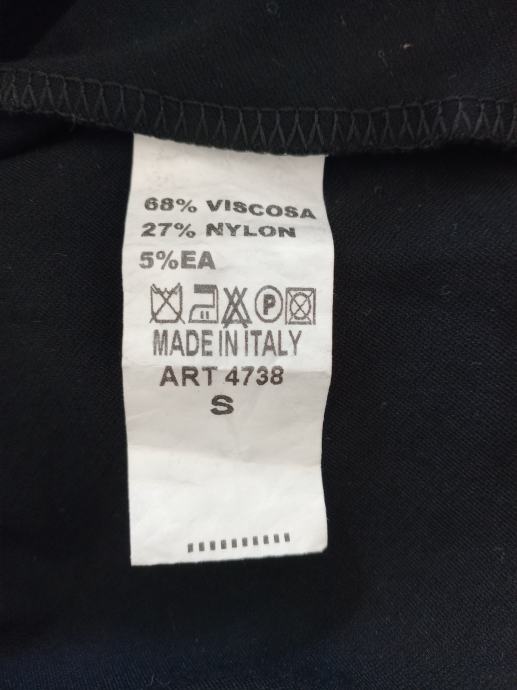 68% VISCOSA
27% NYLON
5%EA
P
MADE IN ITALY
ART 4738
S